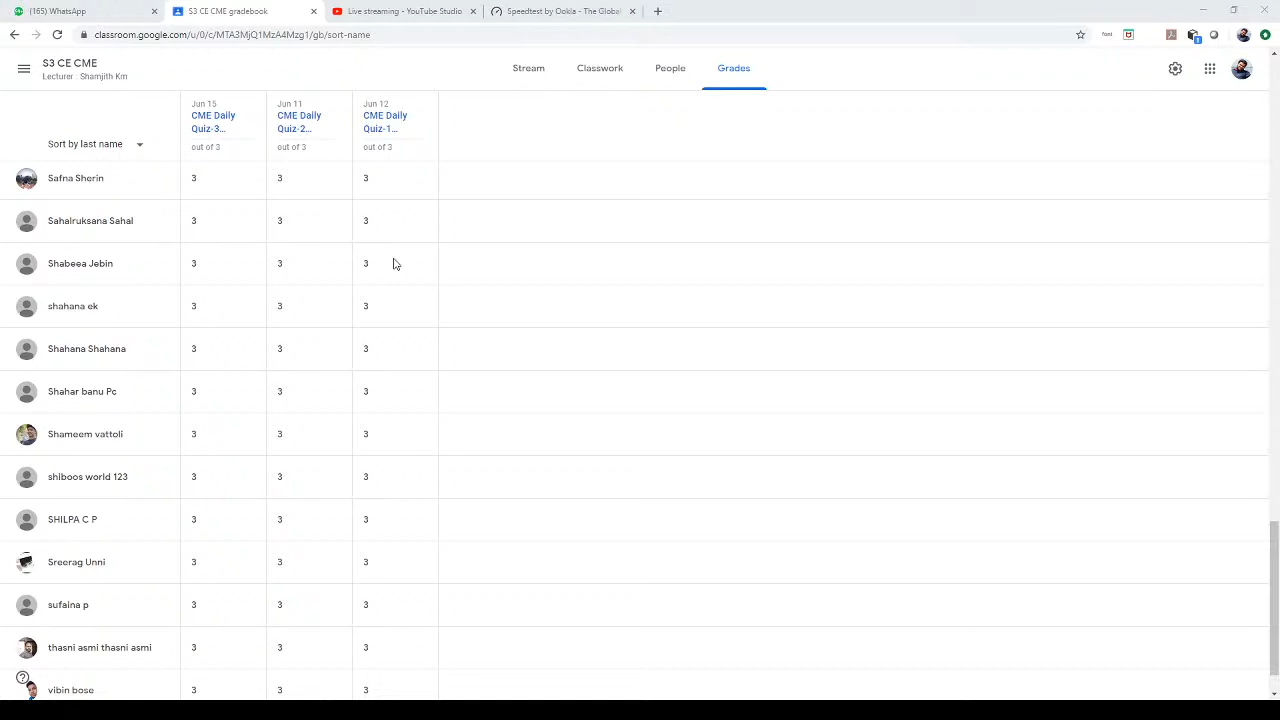 (165) WhatsApp
S3 CE CME gradebook
Live streaming - YouTube Studio
Speedtest by Ookla - The Global
classroom.google.com/u/0/c/MTA3MjQ1MzA4Mzg1/gb/sort-name
S3 CE CME
Lecturer : Shamjith Km
Stream
Classwork
People
Grades
Sort by last name
Jun 15
CME Daily
Quiz-3...
out of 3
Jun 11
CME Daily
Quiz-2...
out of 3
Jun 12
CME Daily
Quiz-1...
out of 3
Safna Sherin 3 3 3
Sahalruksana Sahal 3 3 3
Shabeea Jebin 3 3 3
shahana ek 3 3 3
Shahana Shahana 3 3 3
Shahar banu Pc 3 3 3
Shameem vattoli 3 3 3
shiboos world 123 3 3 3
SHILPA C P 3 3 3
Sreerag Unni 3 3 3
sufaina p 3 3 3
thasni asmi thasni asmi 3 3 3
vibin bose 3 3 3